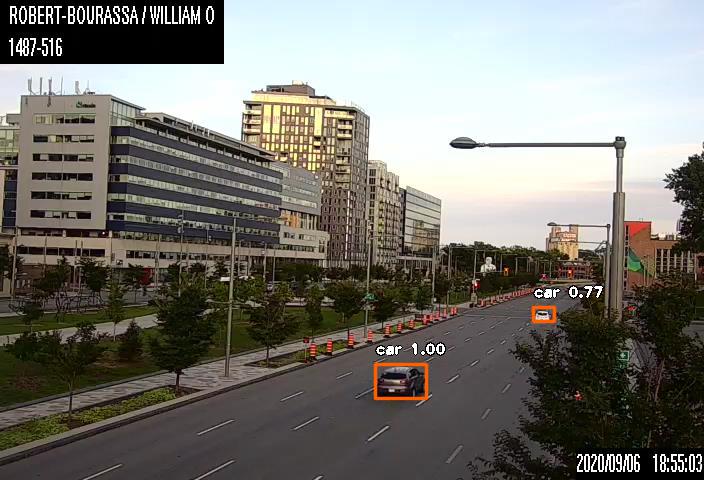 ROBERT-BOURASSA / WILLIAM O
1487-516
car 0.77
car 1.00
2020/09/06 18:55:03